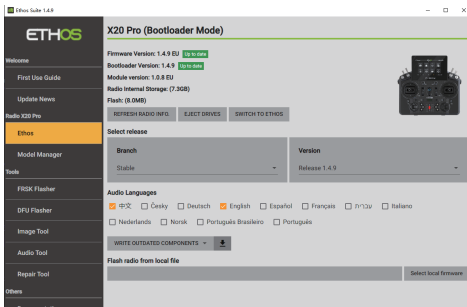 Ethos Suite 1.4.9
ETHOS
X20 Pro (Bootloader Mode)
Firmware Version: 1.4.9 EU Up to date
Bootloader Version: 1.4.9 Up to date
Module version: 1.0.8 EU
Radio Internal Storage: (7.3GB)
Flash: (8.0MB)
REFRESH RADIO INFO
EJECT DRIVES
SWITCH TO ETHOS
Welcome
First Use Guide
Update News
Radio X20 Pro
Ethos
Model Manager
Tools
FRSK Flasher
DFU Flasher
Image Tool
Audio Tool
Repair Tool
Others
Select release
Branch
Stable
Version
Release 1.4.9
Audio Languages
中文 Česky Deutsch English Español Français עברית Italiano
Nederlands Norsk Português Brasileiro Português
WRITE OUTDATED COMPONENTS
Flash radio from local file
Select local firmware